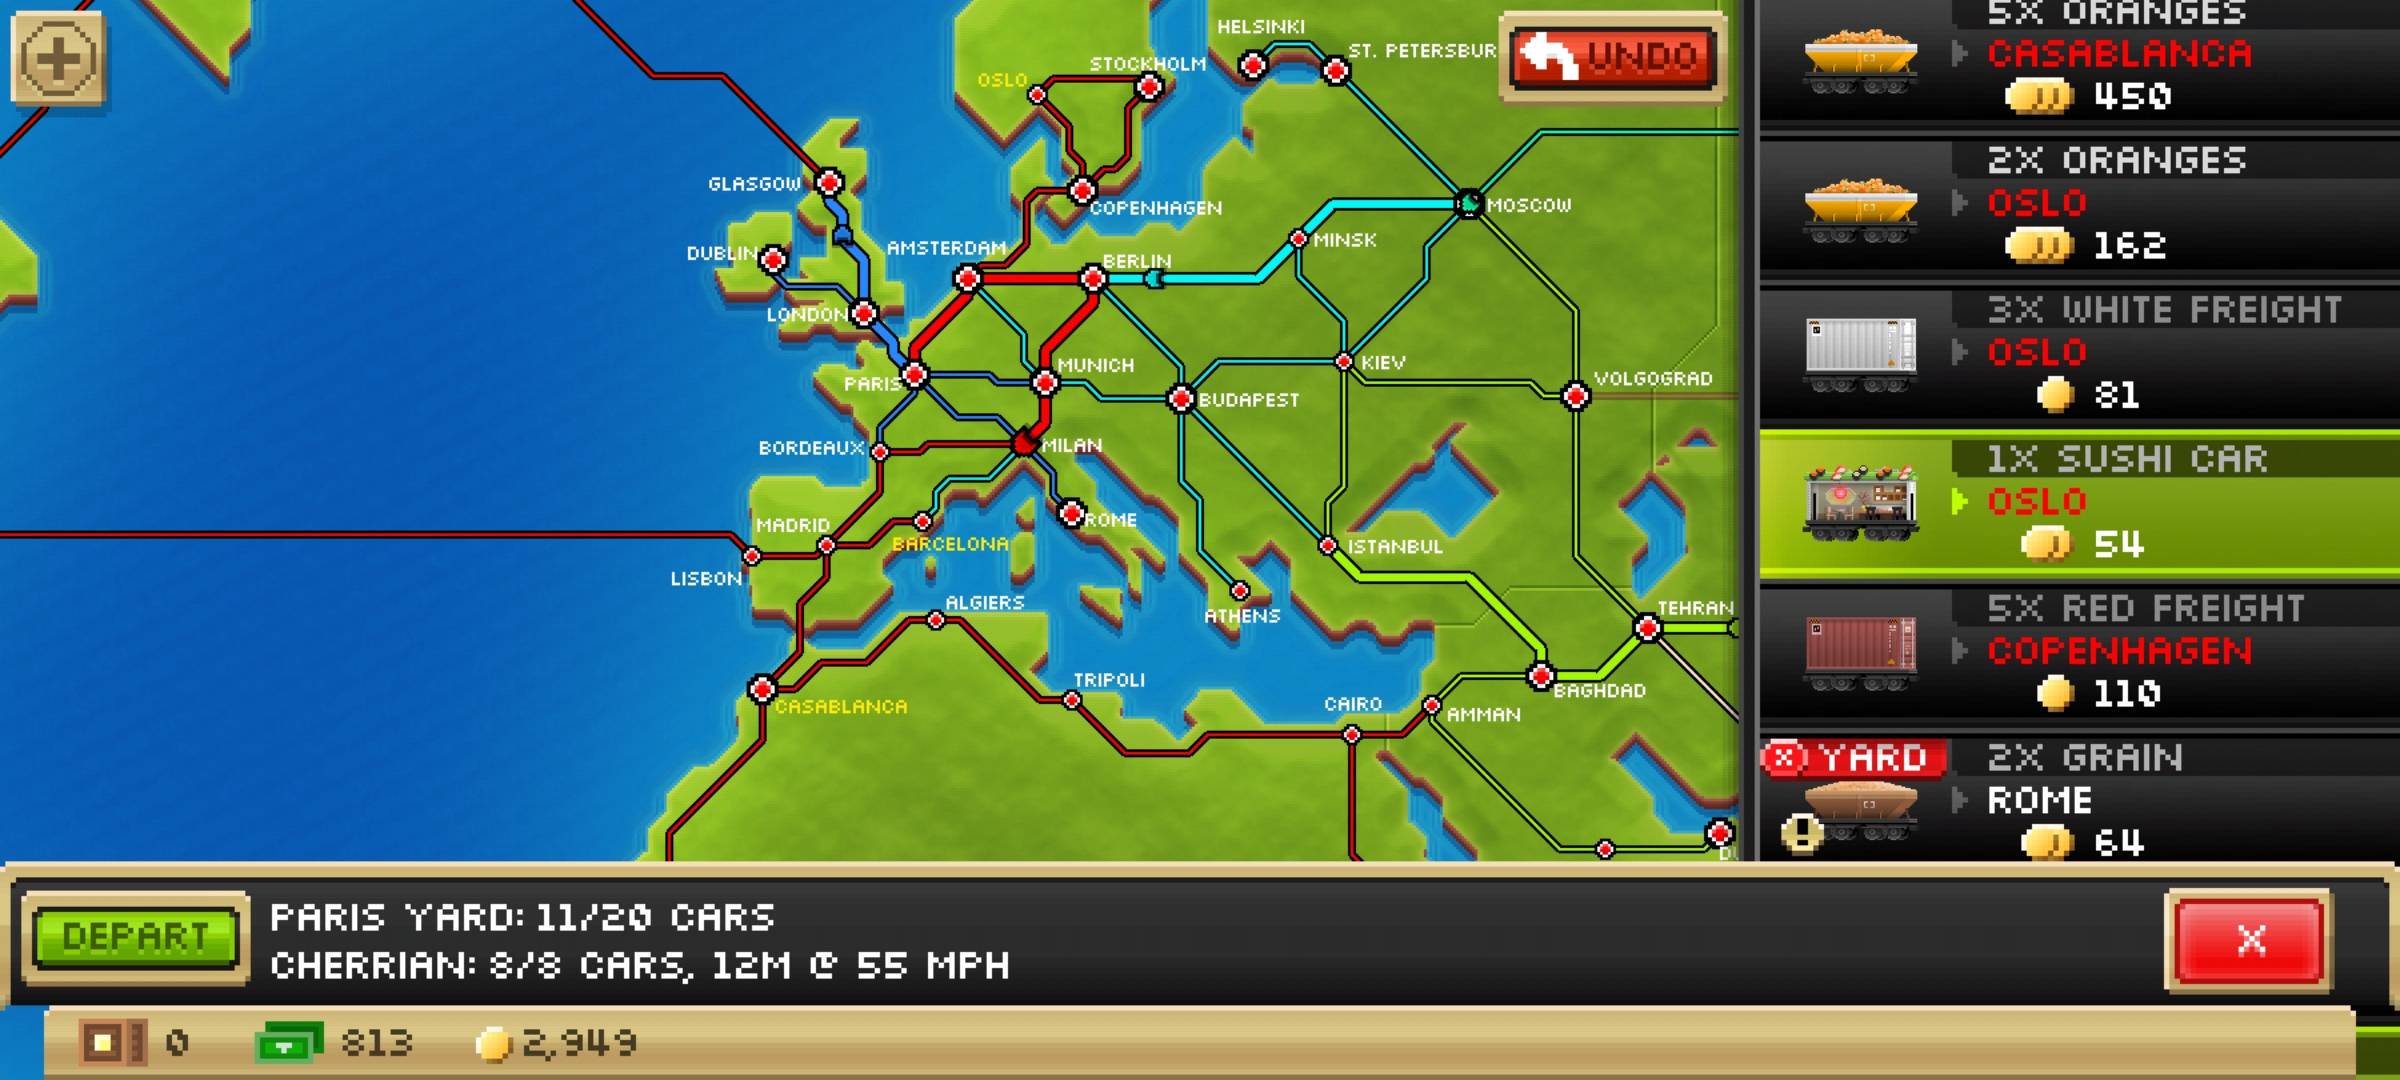 HELSINKI
ST. PETERSBUR
UNDO
STOCKHOLM
OSLO
GLASGOW
COPENHAGEN
MOSCOW
DUBLIN
AMSTERDAM
BERLIN
MINSK
LONDON
PARIS
MUNICH
KIEV
VOLGOGRAD
BUDAPEST
BORDEAUX
MILAN
MADRID
ROME
BARCELONA
ISTANBUL
LISBON
ALGIERS
ATHENS
TEHRAN
CASABLANCA
TRIPOLI
CAIRO
BAGHDAD
AMMAN
5X ORANGES
CASABLANCA
450
2X ORANGES
OSLO
162
3X WHITE FREIGHT
OSLO
81
1X SUSHI CAR
OSLO
54
5X RED FREIGHT
COPENHAGEN
110
YARD
2X GRAIN
ROME
64
DEPART
PARIS YARD: 11/20 CARS
CHERRIAN: 8/8 CARS, 12M @ 55 MPH
X
0
813
2,949